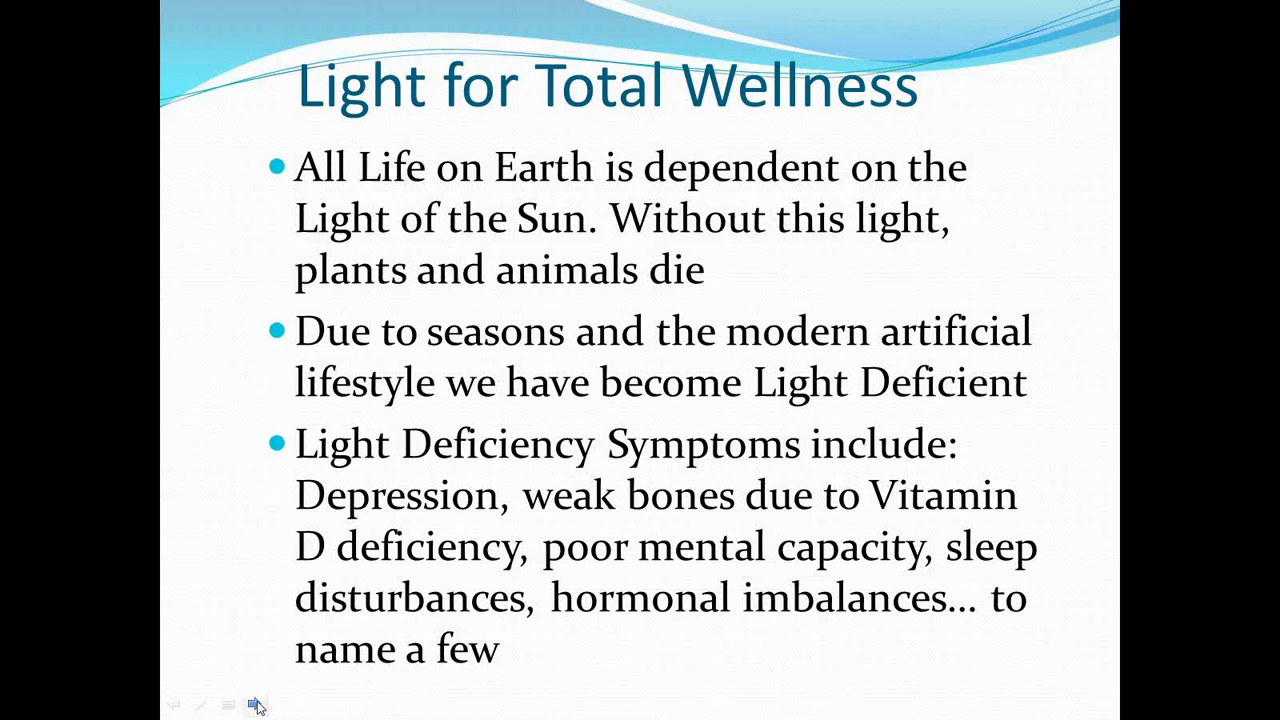 Light for Total Wellness
All Life on Earth is dependent on the
Light of the Sun. Without this light,
plants and animals die
Due to seasons and the modern artificial
lifestyle we have become Light Deficient
Light Deficiency Symptoms include:
Depression, weak bones due to Vitamin
D deficiency, poor mental capacity, sleep
disturbances, hormonal imbalances... to
name a few